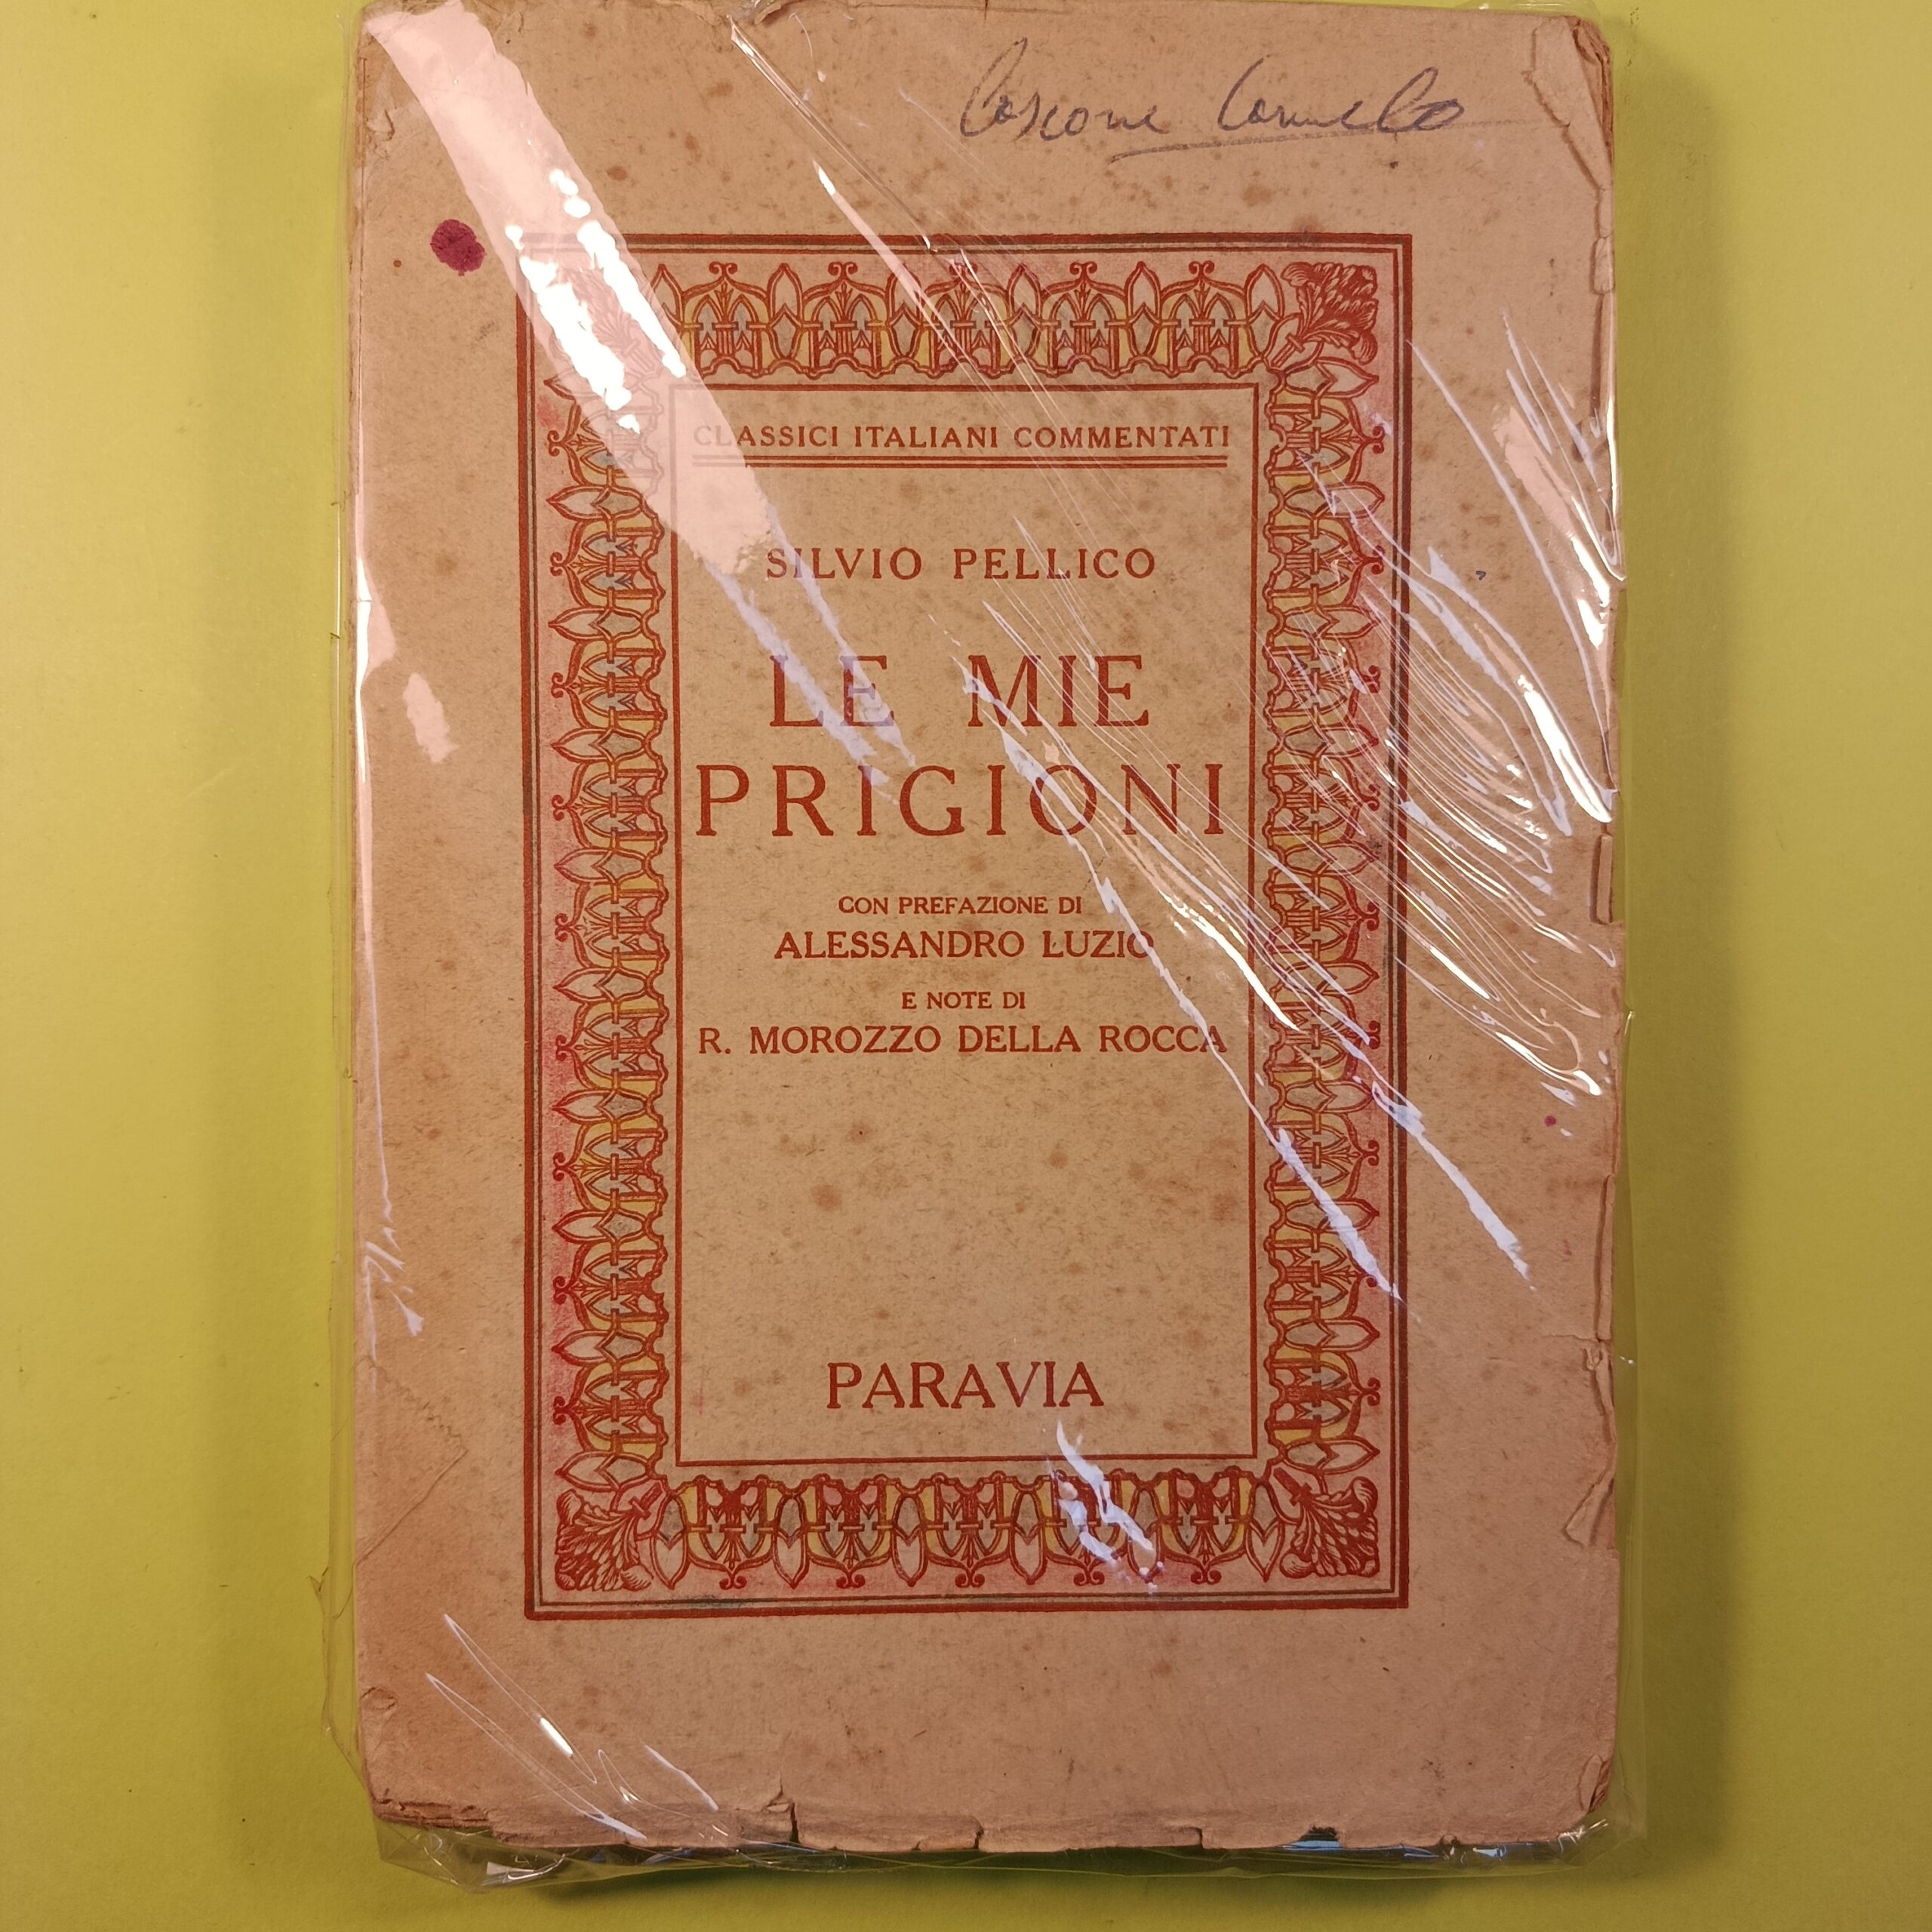 Cascone Carmelo
CLASSICI ITALIANI COMMENTATI
SILVIO PELLICO
LE MIE
PRIGIONI
CON PREFAZIONE DI
ALESSANDRO LUZIO
E NOTE DI
R. MOROZZO DELLA ROCCA
PARAVIA